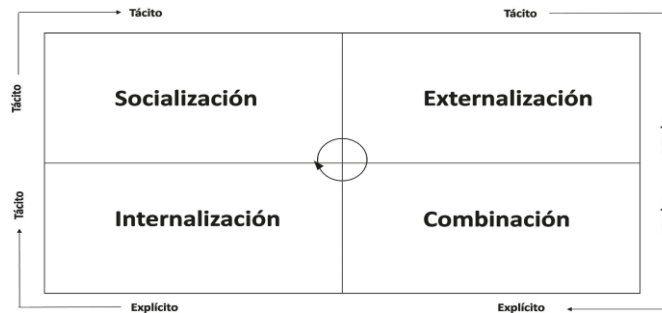 Tácito Tácito
Tácito
Socialización Externalización
Tácito
Internalización Combinación
Explícito Explícito